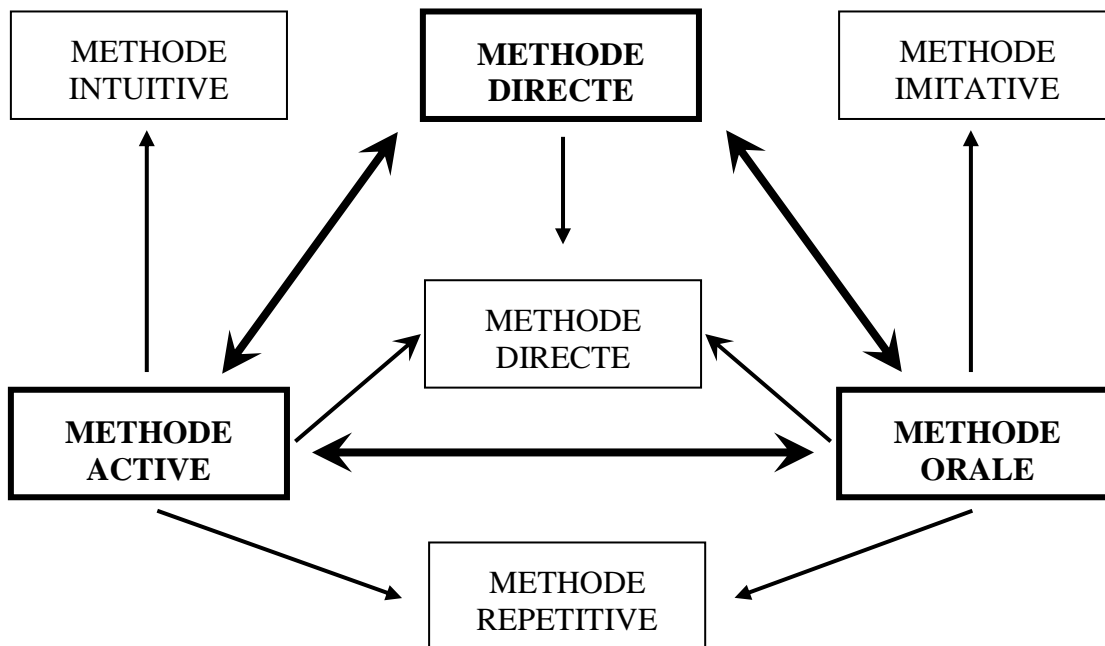 METHODE
INTUITIVE
METHODE
DIRECTE
METHODE
IMITATIVE
METHODE
DIRECTE
METHODE
ACTIVE
METHODE
ORALE
METHODE
REPETITIVE